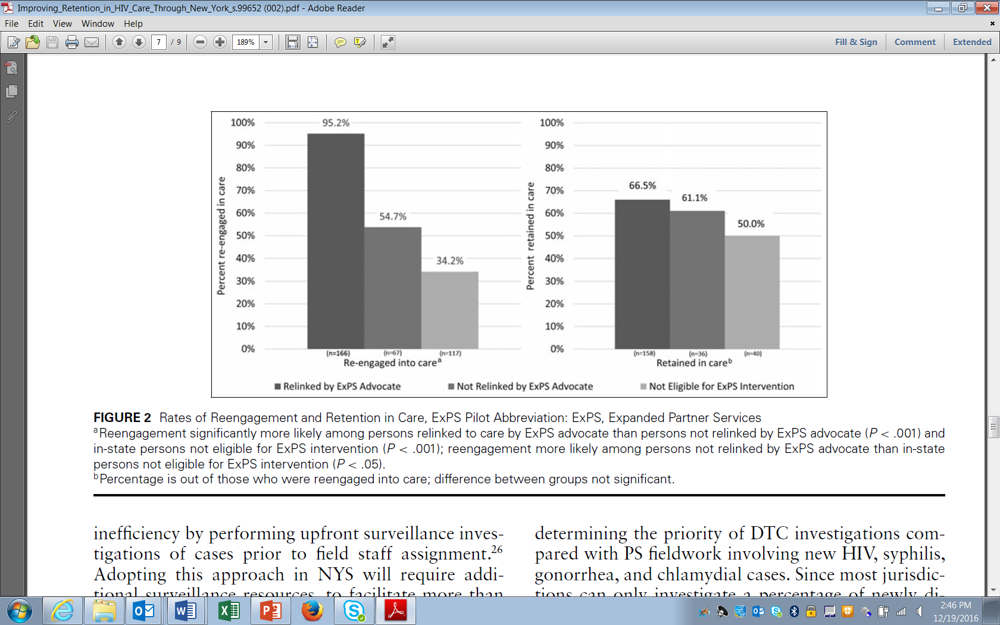 Improving_Retention_in_HIV_Care_Through_New_York_s.99652 (002).pdf - Adobe Reader
File Edit View Window Help
7 / 9 189% Fill & Sign Comment Extended
100% 95.2% 100%
90% 90%
80% 80%
70% 66.5% 70%
61.1%
60% 54.7% 60%
50% 50.0% 50%
40% 34.2% 40%
30% 30%
20% 20%
10% 10%
0% 0%
Percent re-engaged in care
Percent retained in care
(n=166) (n=67) (n=117) (n=158) (n=36) (n=40)
Re-engaged into care^a Retained in care^b
Relinked by ExPS Advocate Not Relinked by ExPS Advocate Not Eligible for ExPS Intervention
FIGURE 2 Rates of Reengagement and Retention in Care, ExPS Pilot Abbreviation: ExPS, Expanded Partner Services
^a Reengagement significantly more likely among persons relinked to care by ExPS advocate than persons not relinked by ExPS advocate (P < .001) and
in-state persons not eligible for ExPS intervention (P < .001); reengagement more likely among persons not relinked by ExPS advocate than in-state
persons not eligible for ExPS intervention (P < .05).
^b Percentage is out of those who were reengaged into care; difference between groups not significant.
inefficiency by performing upfront surveillance inves-
tigations of cases prior to field staff assignment.26
Adopting this approach in NYS will require addi-
tional surveillance resources, to facilitate more than
determining the priority of DTC investigations com-
pared with PS fieldwork involving new HIV, syphilis,
gonorrhea, and chlamydial cases. Since most jurisdic-
tions can only investigate a percentage of newly di-
2:46 PM
12/19/2016